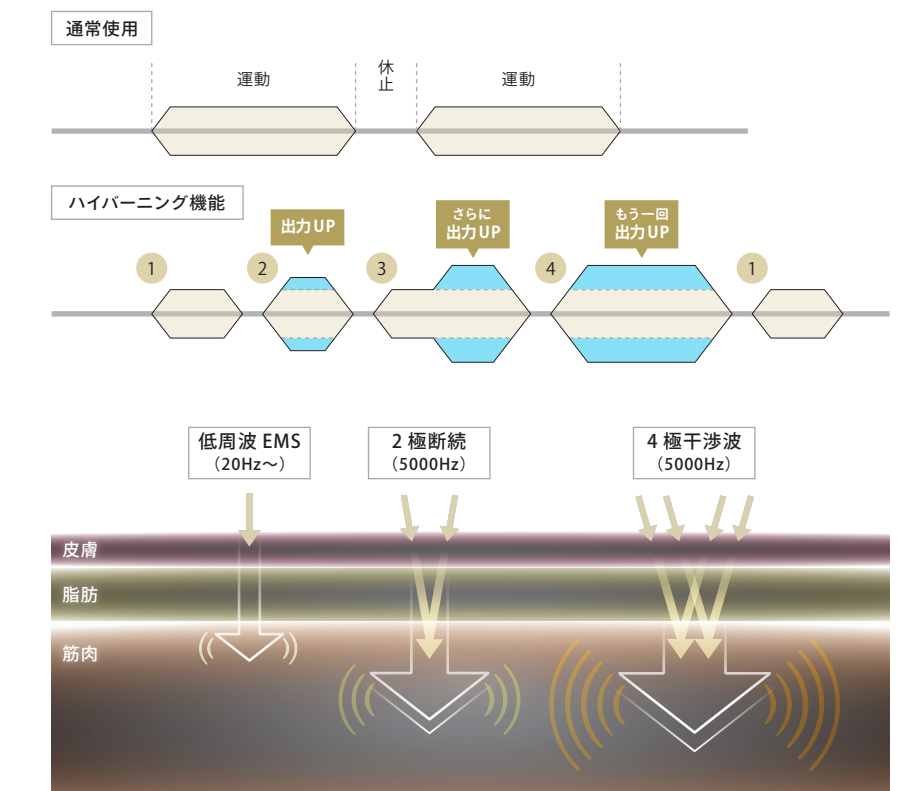 通常使用
運動
休止
運動
ハイバーニング機能
出力UP
さらに
出力UP
もう一回
出力UP
1
2
3
4
1
低周波 EMS
（20Hz～）
2 極断続
（5000Hz）
4 極干渉波
（5000Hz）
皮膚
脂肪
筋肉